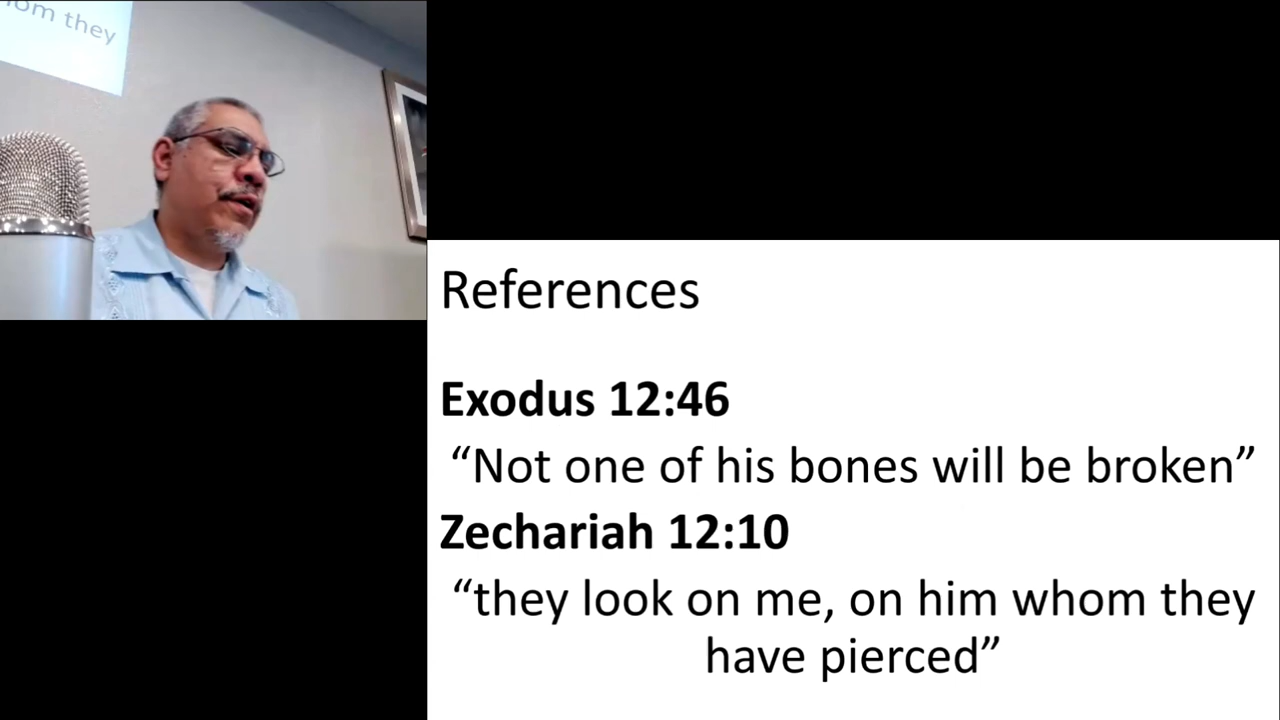 om they
References
Exodus 12:46
“Not one of his bones will be broken”
Zechariah 12:10
“they look on me, on him whom they
have pierced”